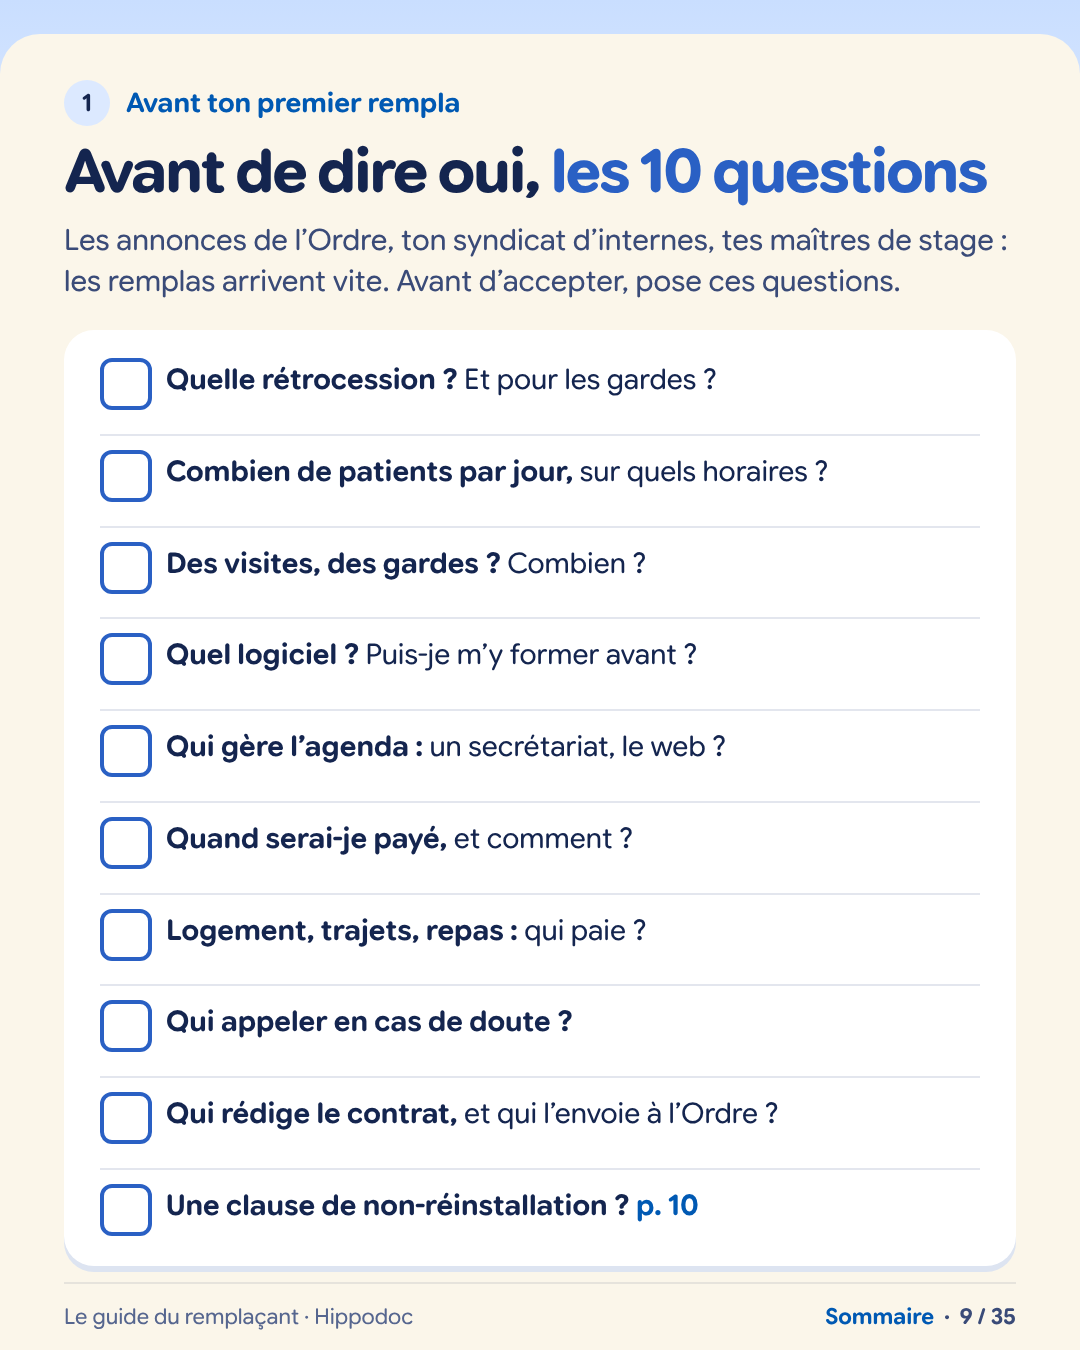 1 Avant ton premier rempla
Avant de dire oui, les 10 questions
Les annonces de l’Ordre, ton syndicat d’internes, tes maîtres de stage :
les remplas arrivent vite. Avant d’accepter, pose ces questions.
Quelle rétrocession ? Et pour les gardes ?
Combien de patients par jour, sur quels horaires ?
Des visites, des gardes ? Combien ?
Quel logiciel ? Puis-je m’y former avant ?
Qui gère l’agenda : un secrétariat, le web ?
Quand serai-je payé, et comment ?
Logement, trajets, repas : qui paie ?
Qui appeler en cas de doute ?
Qui rédige le contrat, et qui l’envoie à l’Ordre ?
Une clause de non-réinstallation ? p. 10
Le guide du remplaçant · Hippodoc
Sommaire · 9 / 35